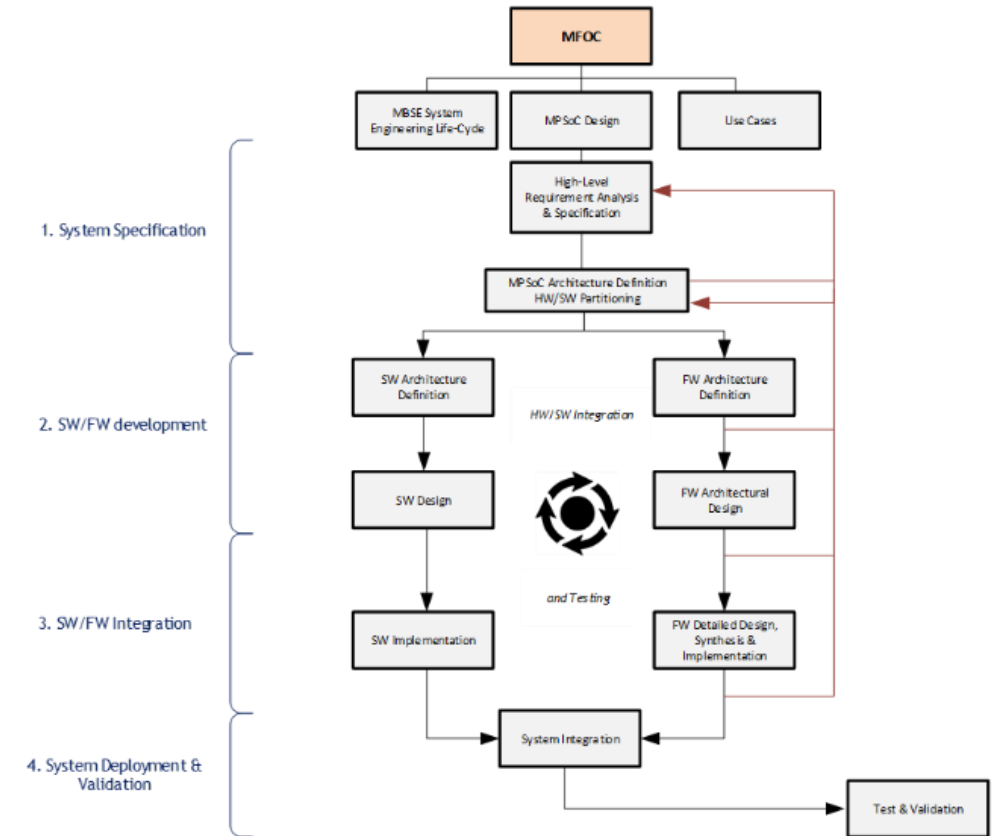 MFOC
MBSE System
Engineering Life-Cycle
MPSoC Design
Use Cases
High-Level
Requirement Analysis
& Specification
1. System Specification
MPSoC Architecture Definition
HW/SW Partitioning
SW Architecture
Definition
FW Architecture
Definition
HW/SW Integration
2. SW/FW development
SW Design
FW Architectural
Design
and Testing
3. SW/FW Integration
SW Implementation
FW Detailed Design,
Synthesis &
Implementation
System Integration
4. System Deployment &
Validation
Test & Validation